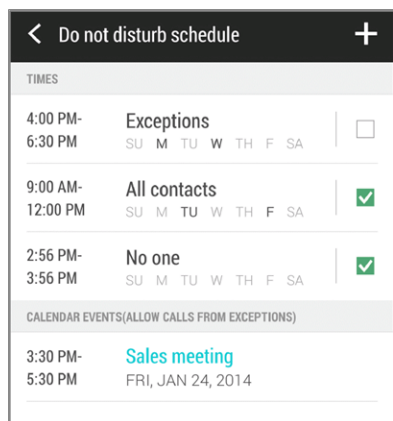 Do not disturb schedule
TIMES
4:00 PM-
6:30 PM
Exceptions
SU M TU W TH F SA
9:00 AM-
12:00 PM
All contacts
SU M TU W TH F SA
2:56 PM-
3:56 PM
No one
SU M TU W TH F SA
CALENDAR EVENTS(ALLOW CALLS FROM EXCEPTIONS)
3:30 PM-
5:30 PM
Sales meeting
FRI, JAN 24, 2014